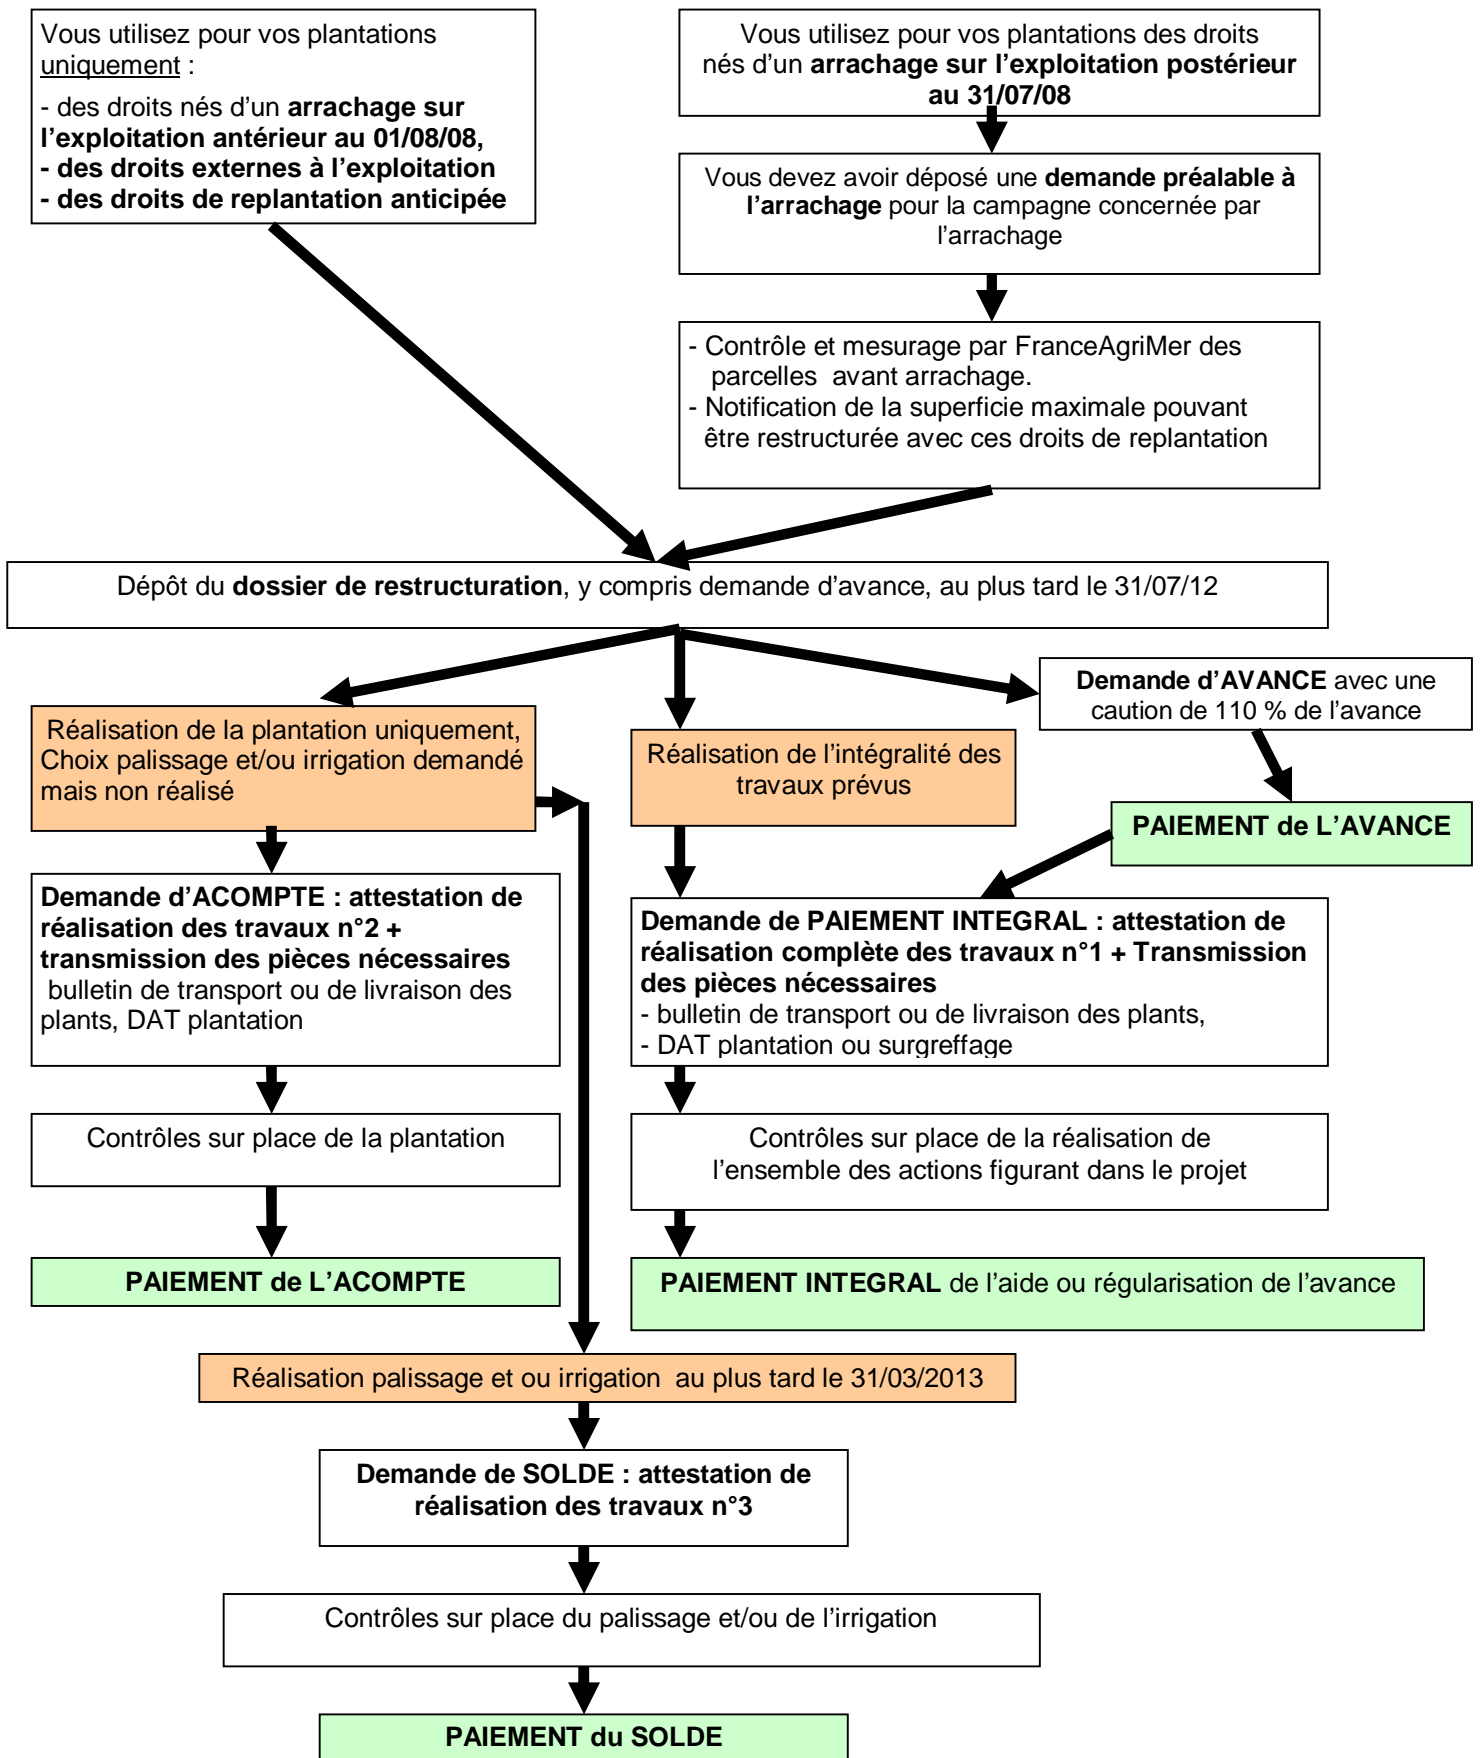 Vous utilisez pour vos plantations
uniquement :
- des droits nés d'un arrachage sur
l'exploitation antérieur au 01/08/08,
- des droits externes à l'exploitation
- des droits de replantation anticipée
Vous utilisez pour vos plantations des droits
nés d'un arrachage sur l'exploitation postérieur
au 31/07/08
Vous devez avoir déposé une demande préalable à
l'arrachage pour la campagne concernée par
l'arrachage
- Contrôle et mesurage par FranceAgriMer des
parcelles avant arrachage.
- Notification de la superficie maximale pouvant
être restructurée avec ces droits de replantation
Dépôt du dossier de restructuration, y compris demande d'avance, au plus tard le 31/07/12
Demande d'AVANCE avec une
caution de 110 % de l'avance
Réalisation de la plantation uniquement,
Choix palissage et/ou irrigation demandé
mais non réalisé
Réalisation de l'intégralité des
travaux prévus
PAIEMENT de L'AVANCE
Demande d'ACOMPTE : attestation de
réalisation des travaux n°2 +
transmission des pièces nécessaires
bulletin de transport ou de livraison des
plants, DAT plantation
Demande de PAIEMENT INTEGRAL : attestation de
réalisation complète des travaux n°1 + Transmission
des pièces nécessaires
- bulletin de transport ou de livraison des plants,
- DAT plantation ou surgreffage
Contrôles sur place de la plantation
Contrôles sur place de la réalisation de
l'ensemble des actions figurant dans le projet
PAIEMENT de L'ACOMPTE
PAIEMENT INTEGRAL de l'aide ou régularisation de l'avance
Réalisation palissage et ou irrigation au plus tard le 31/03/2013
Demande de SOLDE : attestation de
réalisation des travaux n°3
Contrôles sur place du palissage et/ou de l'irrigation
PAIEMENT du SOLDE